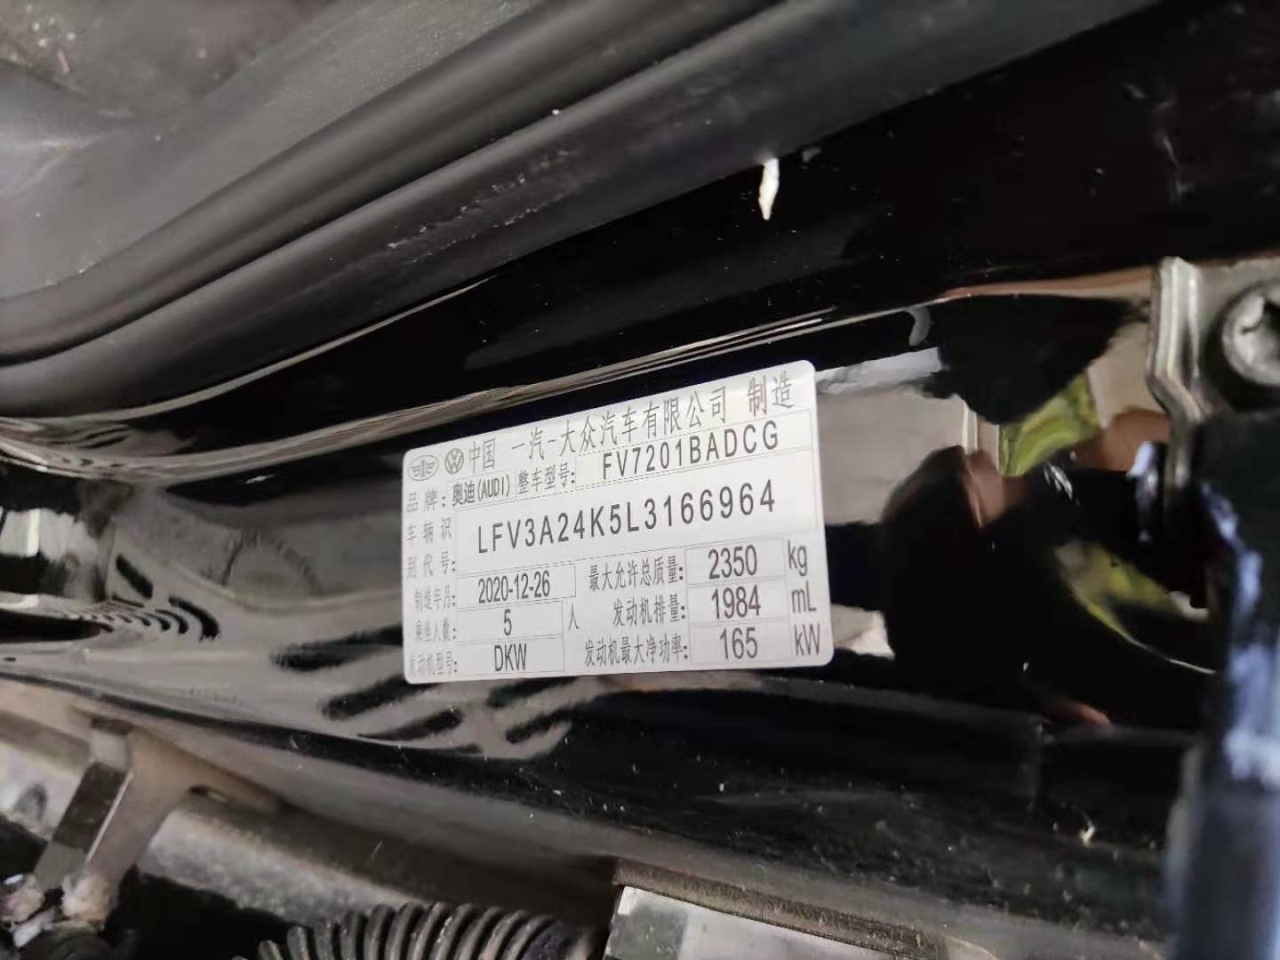 中国 一汽-大众汽车有限公司 制造
品牌:奥迪(AUDI) 整车型号: FV7201BADCG
车辆识别代号: LFV3A24K5L3166964
制造年月: 2020-12-26 最大允许总质量: 2350 kg
乘坐人数: 5 人 发动机排量: 1984 mL
发动机型号: DKW 发动机最大净功率: 165 kW